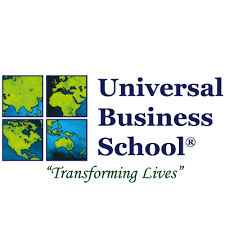 Universal
Business
School®
“Transforming Lives”